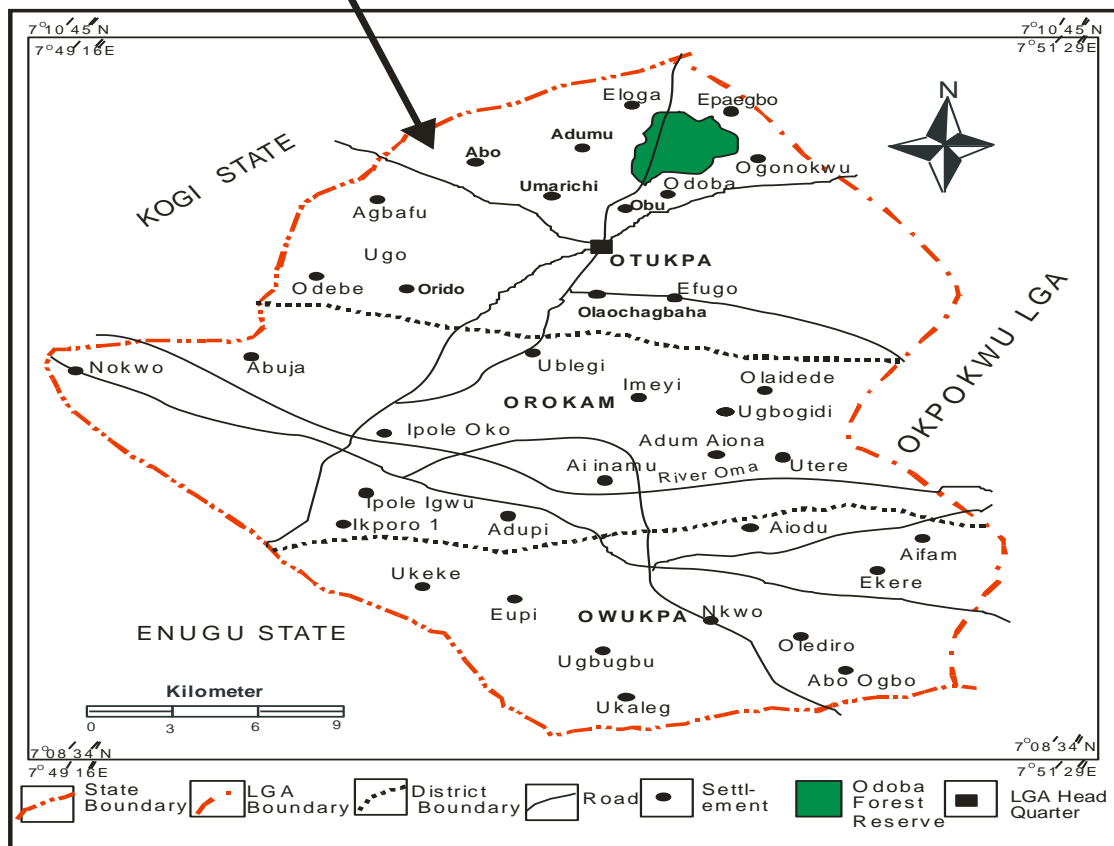 7°10′45″N
7°49′16″E
7°10′45″N
7°51′29″E
N
Eloga
Epaegbo
Adumu
Abo
Ogonokwu
KOGI STATE
Umarichi
Odoba
Obu
Agbafu
Ugo
OTUKPA
Odebe
Orido
Efugo
Olaochagbaha
Nokwo
Abuja
Ublegi
Imeyi
Olaidede
OROKAM
Ugbogidi
OKPOKWU LGA
Ipole Oko
Adum Aiona
Utere
Aiinamu
River Oma
Ipole Igwu
Ikporo 1
Adupi
Aiodu
Aifam
Ekere
Ukeke
Eupi
OWUKPA
Nkwo
ENUGU STATE
Olediro
Ugbugbu
Abo Ogbo
Ukaleg
Kilometer
0 3 6 9
7°08′34″N
7°49′16E
7°08′34″N
7°51′29E
State
Boundary
LGA
Boundary
District
Boundary
Road
Settl-
ement
Odoba
Forest
Reserve
LGA Head
Quarter